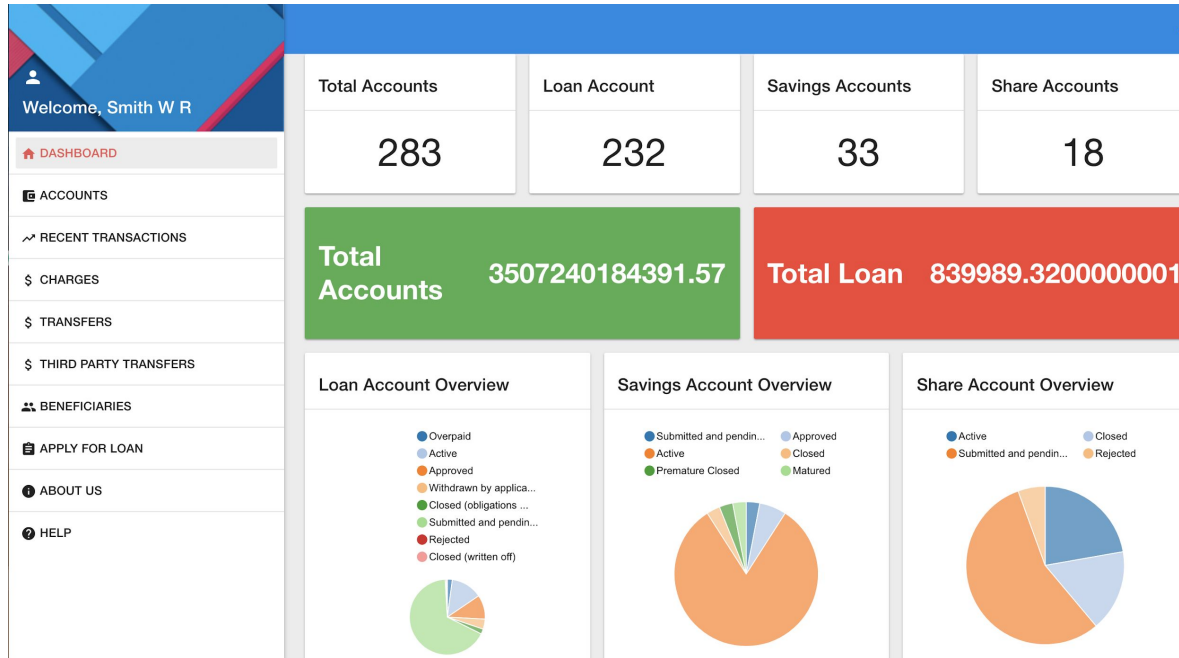 Welcome, Smith W R
DASHBOARD
ACCOUNTS
RECENT TRANSACTIONS
CHARGES
TRANSFERS
THIRD PARTY TRANSFERS
BENEFICIARIES
APPLY FOR LOAN
ABOUT US
HELP
Total Accounts
283
Loan Account
232
Savings Accounts
33
Share Accounts
18
Total
Accounts
3507240184391.57
Total Loan 839989.3200000001
Loan Account Overview
Overpaid
Active
Approved
Withdrawn by applica...
Closed (obligations ...
Submitted and pendin...
Rejected
Closed (written off)
Savings Account Overview
Submitted and pendin... Approved
Active Closed
Premature Closed Matured
Share Account Overview
Active Closed
Submitted and pendin... Rejected